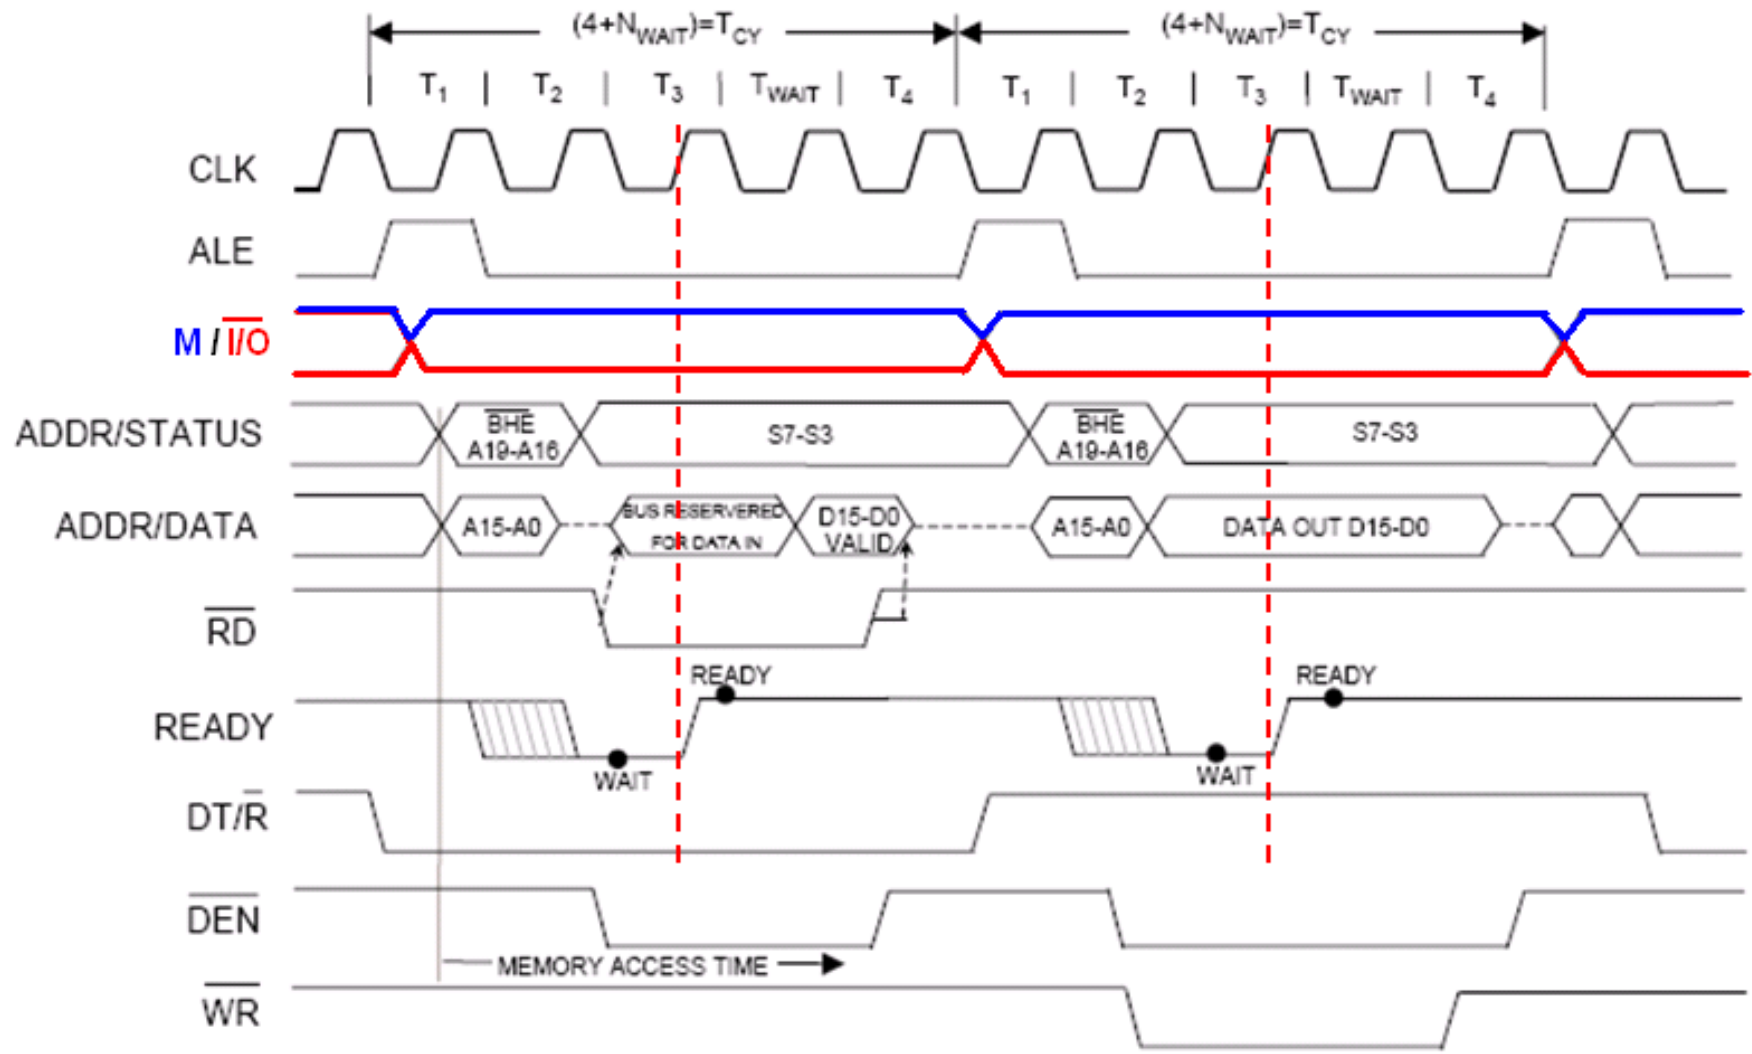 (4+NWAIT)=TCY (4+NWAIT)=TCY
T1 T2 T3 TWAIT T4 T1 T2 T3 TWAIT T4
CLK
ALE
M / I/O
ADDR/STATUS
BHE
A19-A16
S7-S3
BHE
A19-A16
S7-S3
ADDR/DATA
A15-A0
BUS RESERVERED
FOR DATA IN
D15-D0
VALID
A15-A0
DATA OUT D15-D0
RD
READY
WAIT
READY
WAIT
READY
DT/R
DEN
MEMORY ACCESS TIME
WR